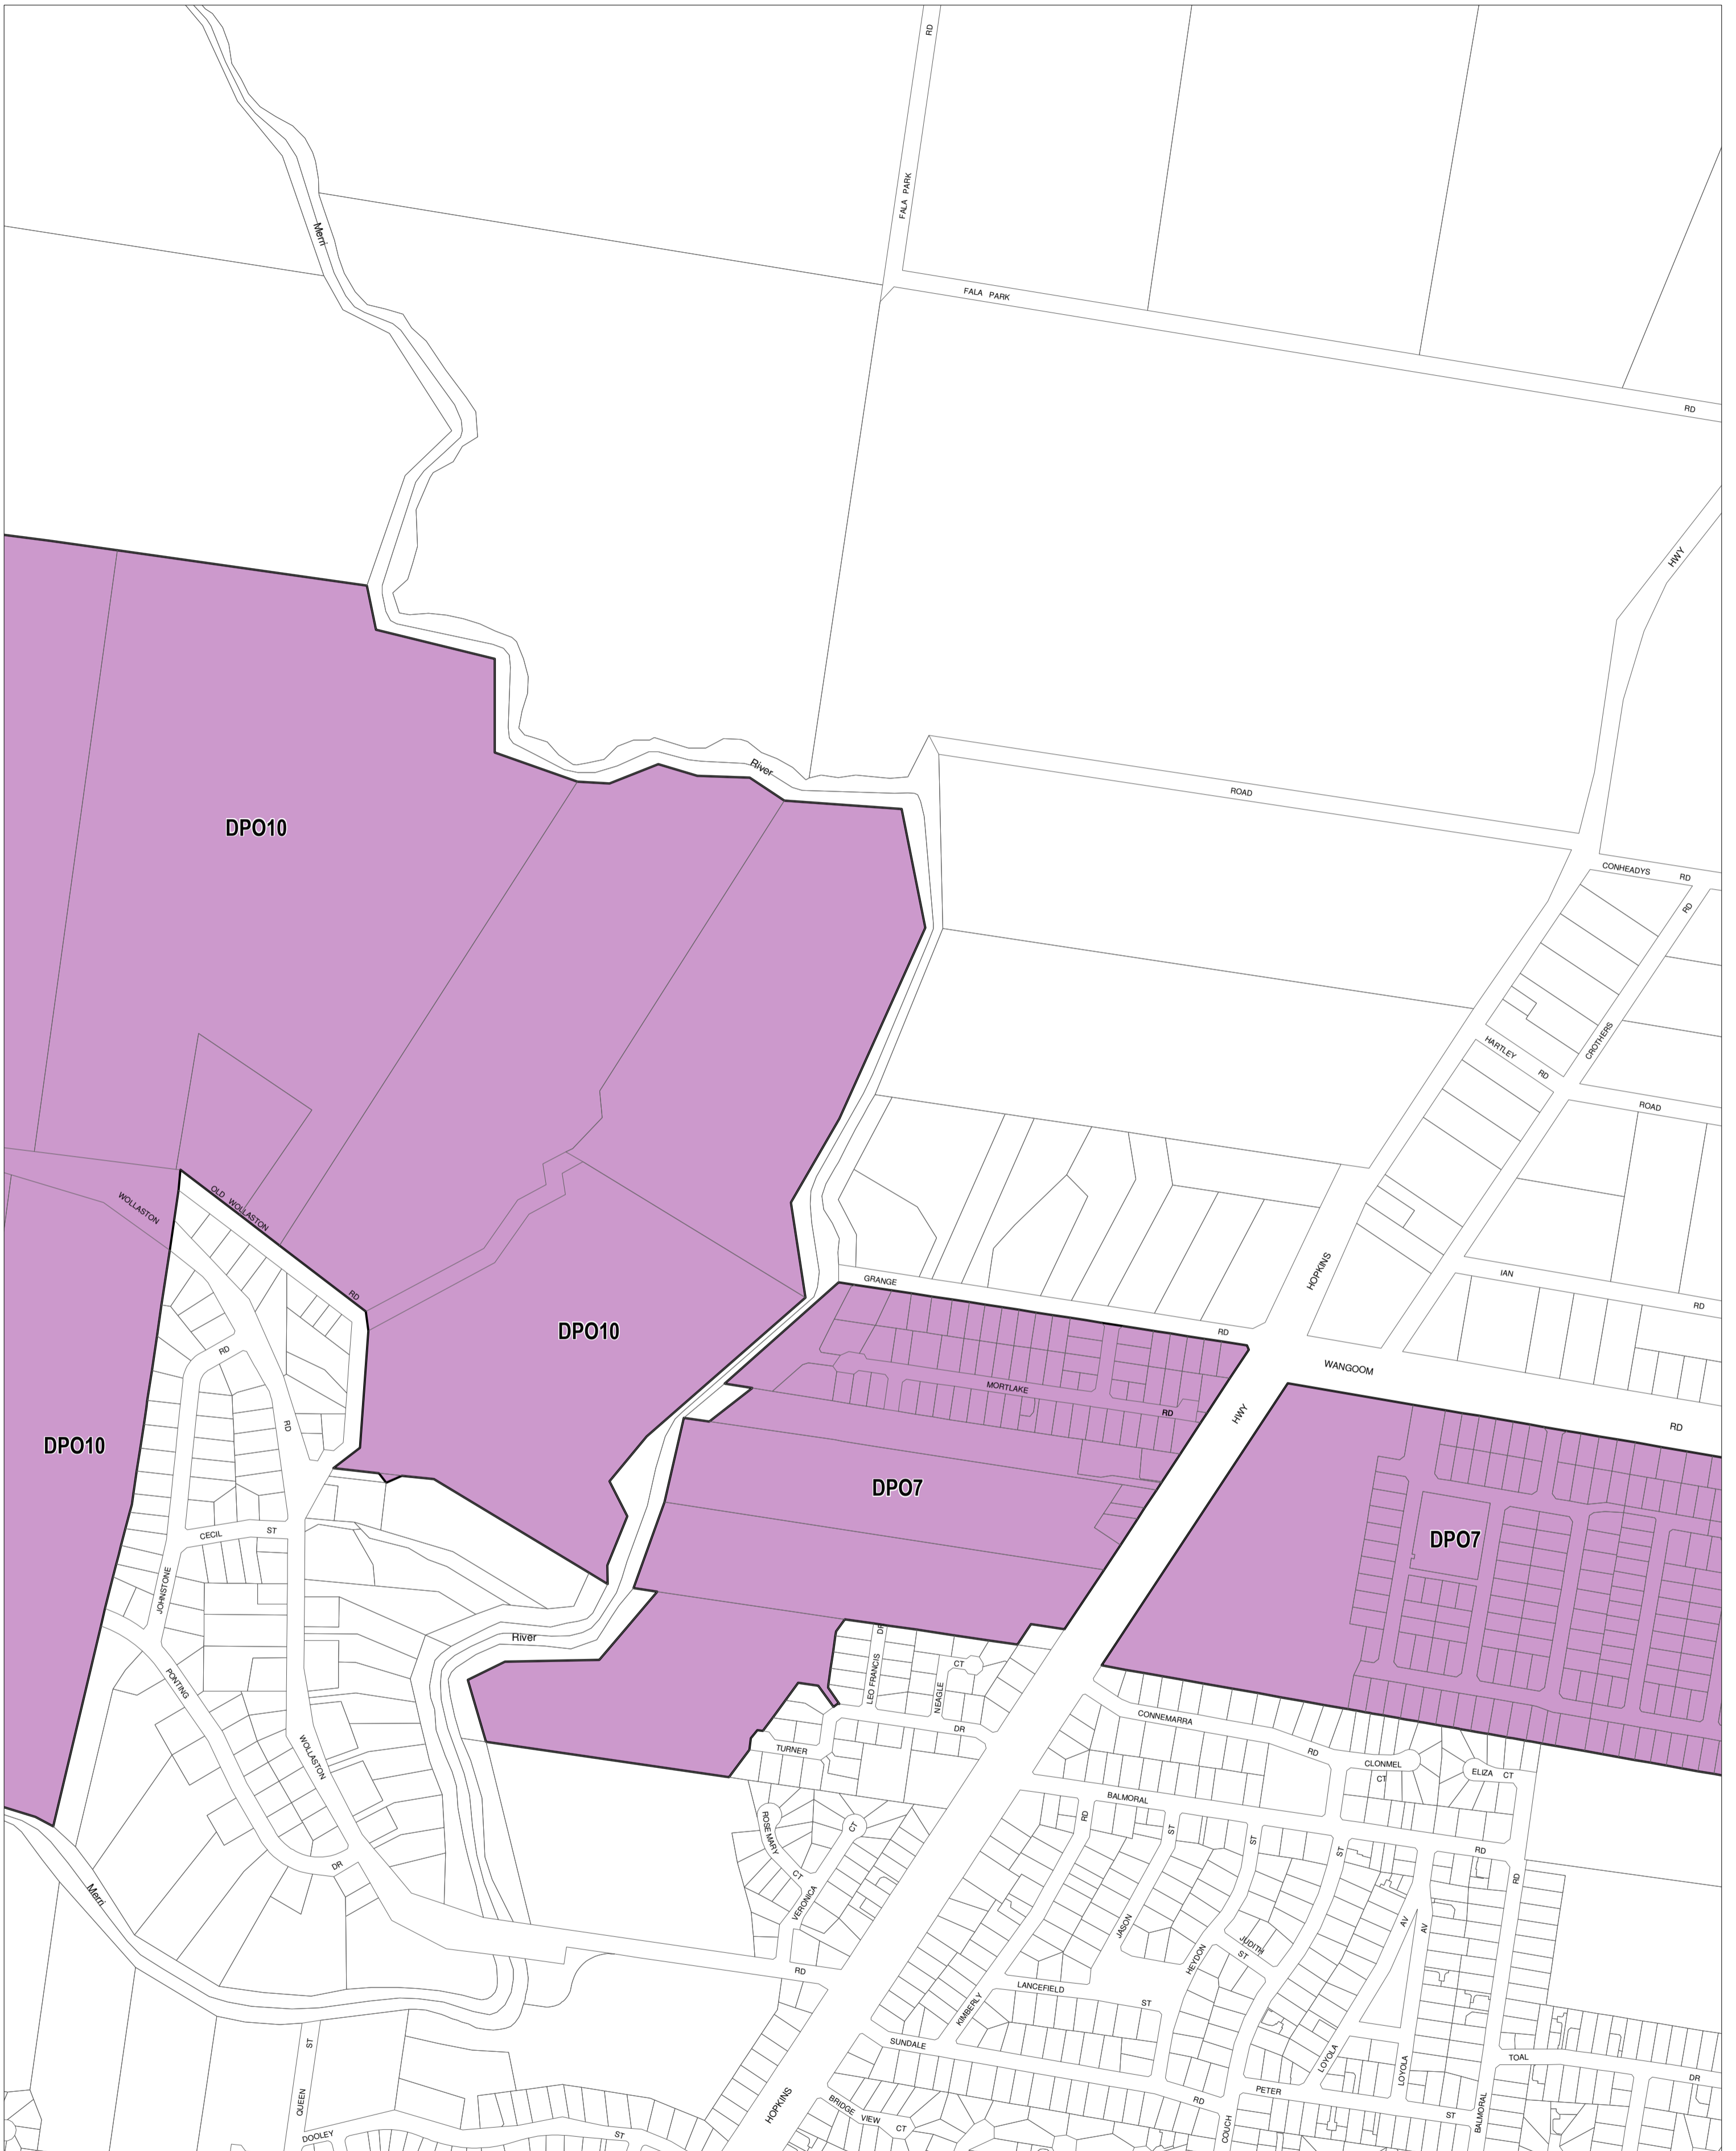 RD
FALA PARK
Merri
FALA PARK
RD
HWY
River
ROAD
DPO10
CONHEADYS
RD
RD
CROTHERS
HARTLEY
RD
ROAD
WOLLASTON
OLD WOLLASTON
RD
HOPKINS
GRANGE
IAN
RD
RD
DPO10
RD
WANGOOM
MORTLAKE
RD
HWY
RD
RD
DPO10
DPO7
DPO7
CECIL
ST
JOHNSTONE
River
DR
LEO FRANCIS
CT
NEAGLE
PONTING
CONNEMARRA
DR
WOLLASTON
TURNER
RD
CLONMEL
CT
ELIZA CT
BALMORAL
RD
ROSEMARY
CT
CT
VERONICA
ST
ST
ST
RD
RD
DR
Merri
JASON
AV
AV
JUDITH
ST
HEYDON
RD
LANCEFIELD
ST
KIMBERLY
ST
SUNDALE
LOYOLA
LOYOLA
TOAL
DR
QUEEN
HOPKINS
BRIDGE VIEW CT
RD
PETER
ST
BALMORAL
COUCH
DOOLEY
ST